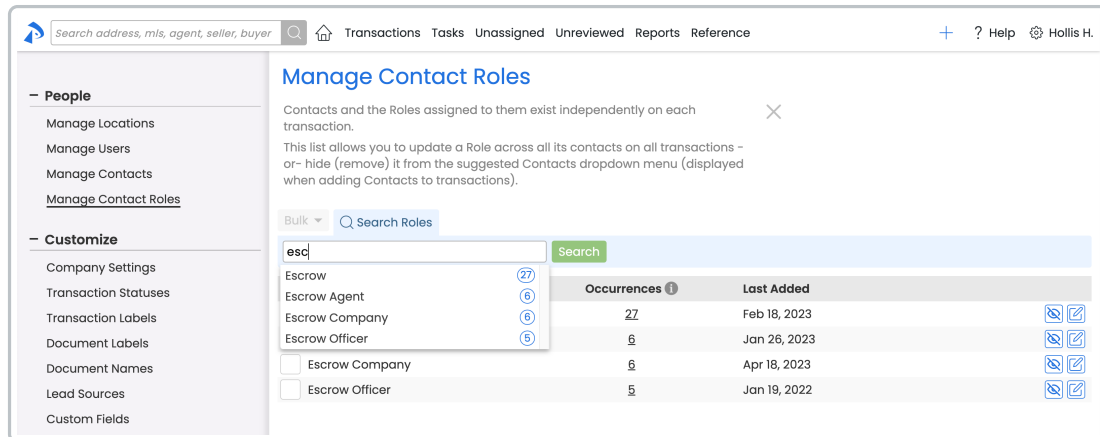 Search address, mls, agent, seller, buyer
Transactions Tasks Unassigned Unreviewed Reports Reference
? Help Hollis H.
People
Manage Locations
Manage Users
Manage Contacts
Manage Contact Roles
Customize
Company Settings
Transaction Statuses
Transaction Labels
Document Labels
Document Names
Lead Sources
Custom Fields
Manage Contact Roles
Contacts and the Roles assigned to them exist independently on each
transaction.
This list allows you to update a Role across all its contacts on all transactions -
or- hide (remove) it from the suggested Contacts dropdown menu (displayed
when adding Contacts to transactions).
Bulk Search Roles
esc Search
Escrow 27
Escrow Agent 6
Escrow Company 6
Escrow Officer 5
Occurrences Last Added
27 Feb 18, 2023
6 Jan 26, 2023
Escrow Company 6 Apr 18, 2023
Escrow Officer 5 Jan 19, 2022